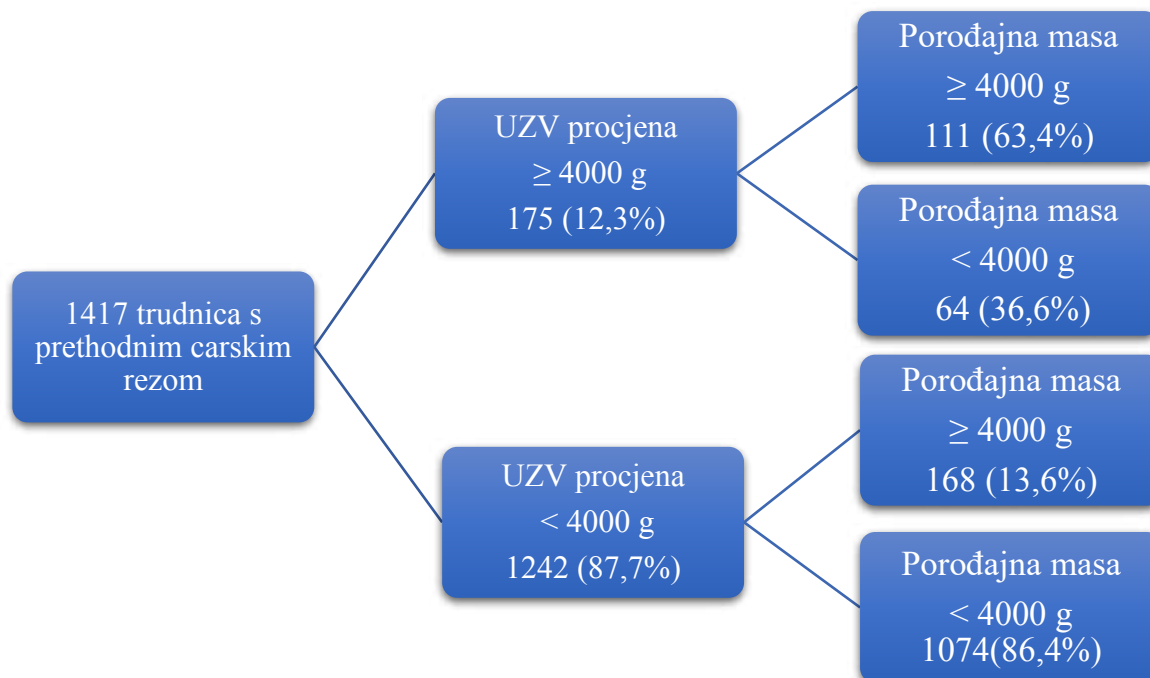 1417 trudnica s
prethodnim carskim
rezom
UZV procjena
≥ 4000 g
175 (12,3%)
Porođajna masa
≥ 4000 g
111 (63,4%)
Porođajna masa
< 4000 g
64 (36,6%)
UZV procjena
< 4000 g
1242 (87,7%)
Porođajna masa
≥ 4000 g
168 (13,6%)
Porođajna masa
< 4000 g
1074(86,4%)